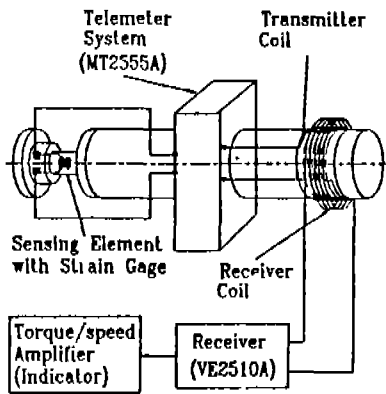 Telemeter
System
(MT2555A)
Transmitter
Coil
Sensing Element
with Strain Gage
Receiver
Coil
Torque/speed
Amplifier
(Indicator)
Receiver
(VE2510A)